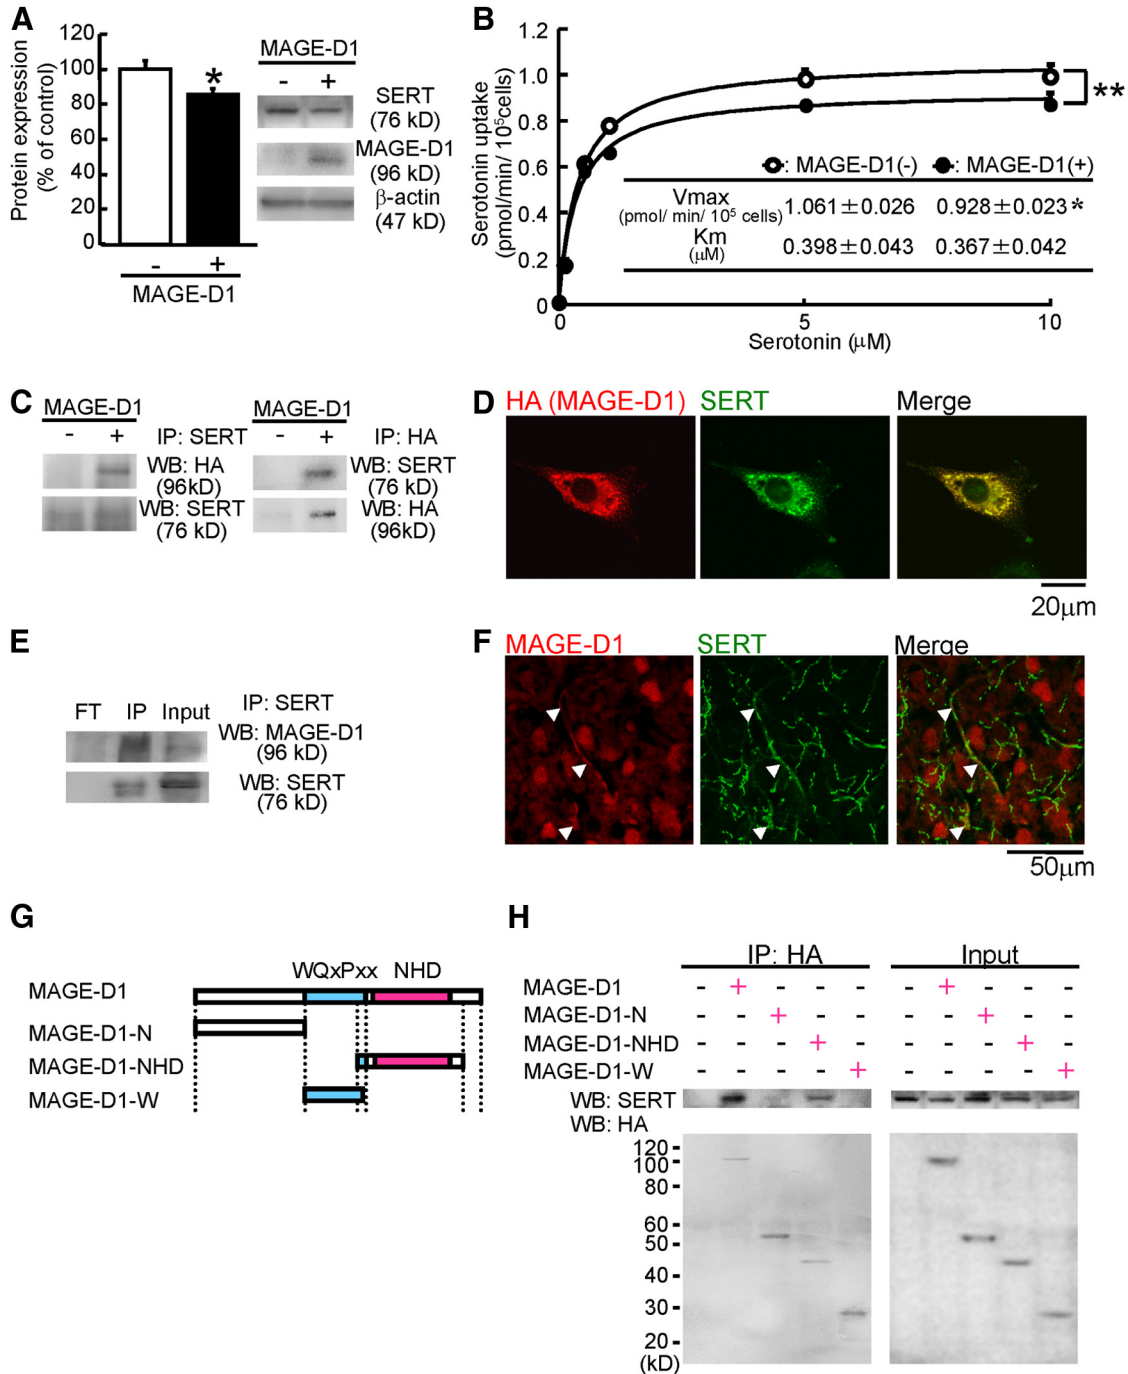 A
Protein expression
(% of control)
120
100
80
60
40
20
0
*
- +
MAGE-D1
MAGE-D1
- +
SERT
(76 kD)
MAGE-D1
(96 kD)
β-actin
(47 kD)
B
Serotonin uptake
(pmol/min/ 10⁵cells)
1.2
1.0
0.8
0.6
0.4
0.2
0
0 5 10
Serotonin (μM)
**
: MAGE-D1(-) : MAGE-D1(+)
Vmax
(pmol/ min/ 10⁵ cells)
1.061±0.026 0.928±0.023*
Km
(μM)
0.398±0.043 0.367±0.042
C
MAGE-D1
- + IP: SERT
WB: HA
(96kD)
WB: SERT
(76 kD)
MAGE-D1
- + IP: HA
WB: SERT
(76 kD)
WB: HA
(96kD)
D
HA (MAGE-D1) SERT Merge
20μm
E
FT IP Input
IP: SERT
WB: MAGE-D1
(96 kD)
WB: SERT
(76 kD)
F
MAGE-D1 SERT Merge
50μm
G
WQxPxx NHD
MAGE-D1
MAGE-D1-N
MAGE-D1-NHD
MAGE-D1-W
H
IP: HA Input
MAGE-D1 - + - - - - + - - -
MAGE-D1-N - - + - - - - + - -
MAGE-D1-NHD - - - + - - - - + -
MAGE-D1-W - - - - + - - - - +
WB: SERT
WB: HA
120
100
80
60
50
40
30
20
(kD)